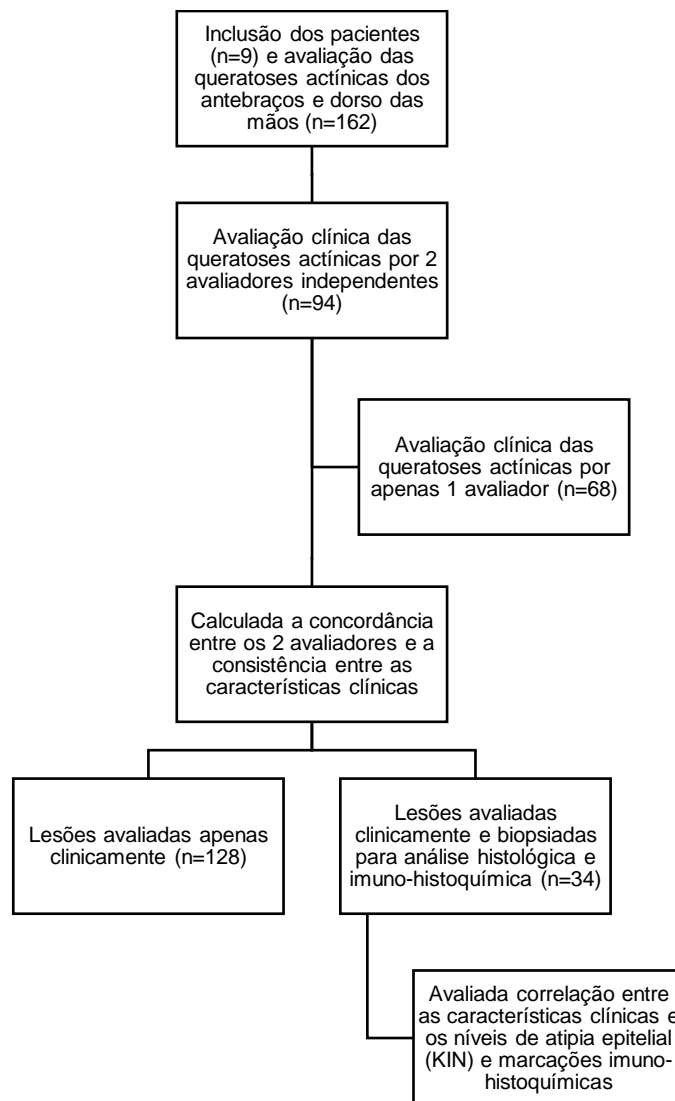 Inclusão dos pacientes
(n=9) e avaliação das
queratoses actínicas dos
antebraços e dorso das
mãos (n=162)
Avaliação clínica das
queratoses actínicas por 2
avaliadores independentes
(n=94)
Avaliação clínica das
queratoses actínicas por
apenas 1 avaliador (n=68)
Calculada a concordância
entre os 2 avaliadores e a
consistência entre as
características clínicas
Lesões avaliadas apenas
clinicamente (n=128)
Lesões avaliadas
clinicamente e biopsiadas
para análise histológica e
imuno-histoquímica (n=34)
Avaliada correlação entre
as características clínicas e
os níveis de atipia epitelial
(KIN) e marcações imuno-
histoquímicas